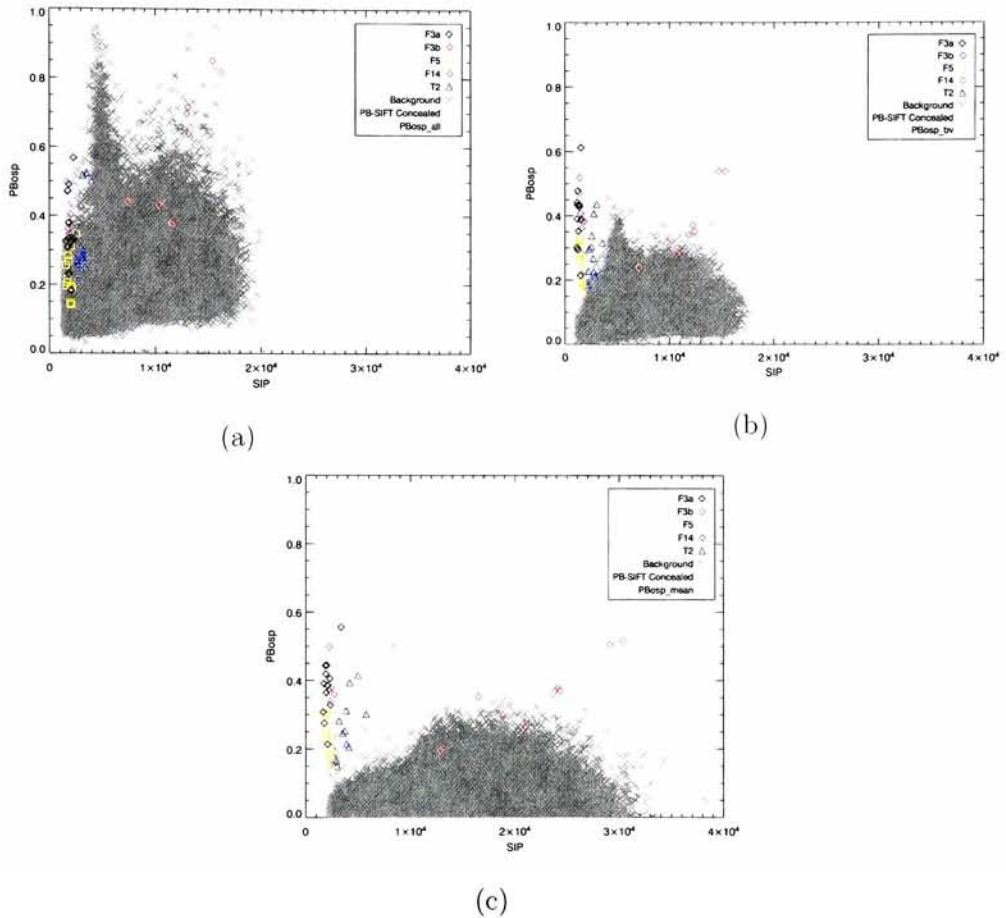 1.0
0.8
0.6
0.4
0.2
0.0
PBosp
0
1×10⁴
2×10⁴
3×10⁴
4×10⁴
SIP
F3a
F3b
F5
F14
T2
Background
PB-SIFT Concealed
PBosp_all
(a)
1.0
0.8
0.6
0.4
0.2
0.0
PBosp
0
1×10⁴
2×10⁴
3×10⁴
4×10⁴
SIP
F3a
F3b
F5
F14
T2
Background
PB-SIFT Concealed
PBosp_bv
(b)
1.0
0.8
0.6
0.4
0.2
0.0
PBosp
0
1×10⁴
2×10⁴
3×10⁴
4×10⁴
SIP
F3a
F3b
F5
F14
T2
Background
PB-SIFT Concealed
PBosp_mean
(c)